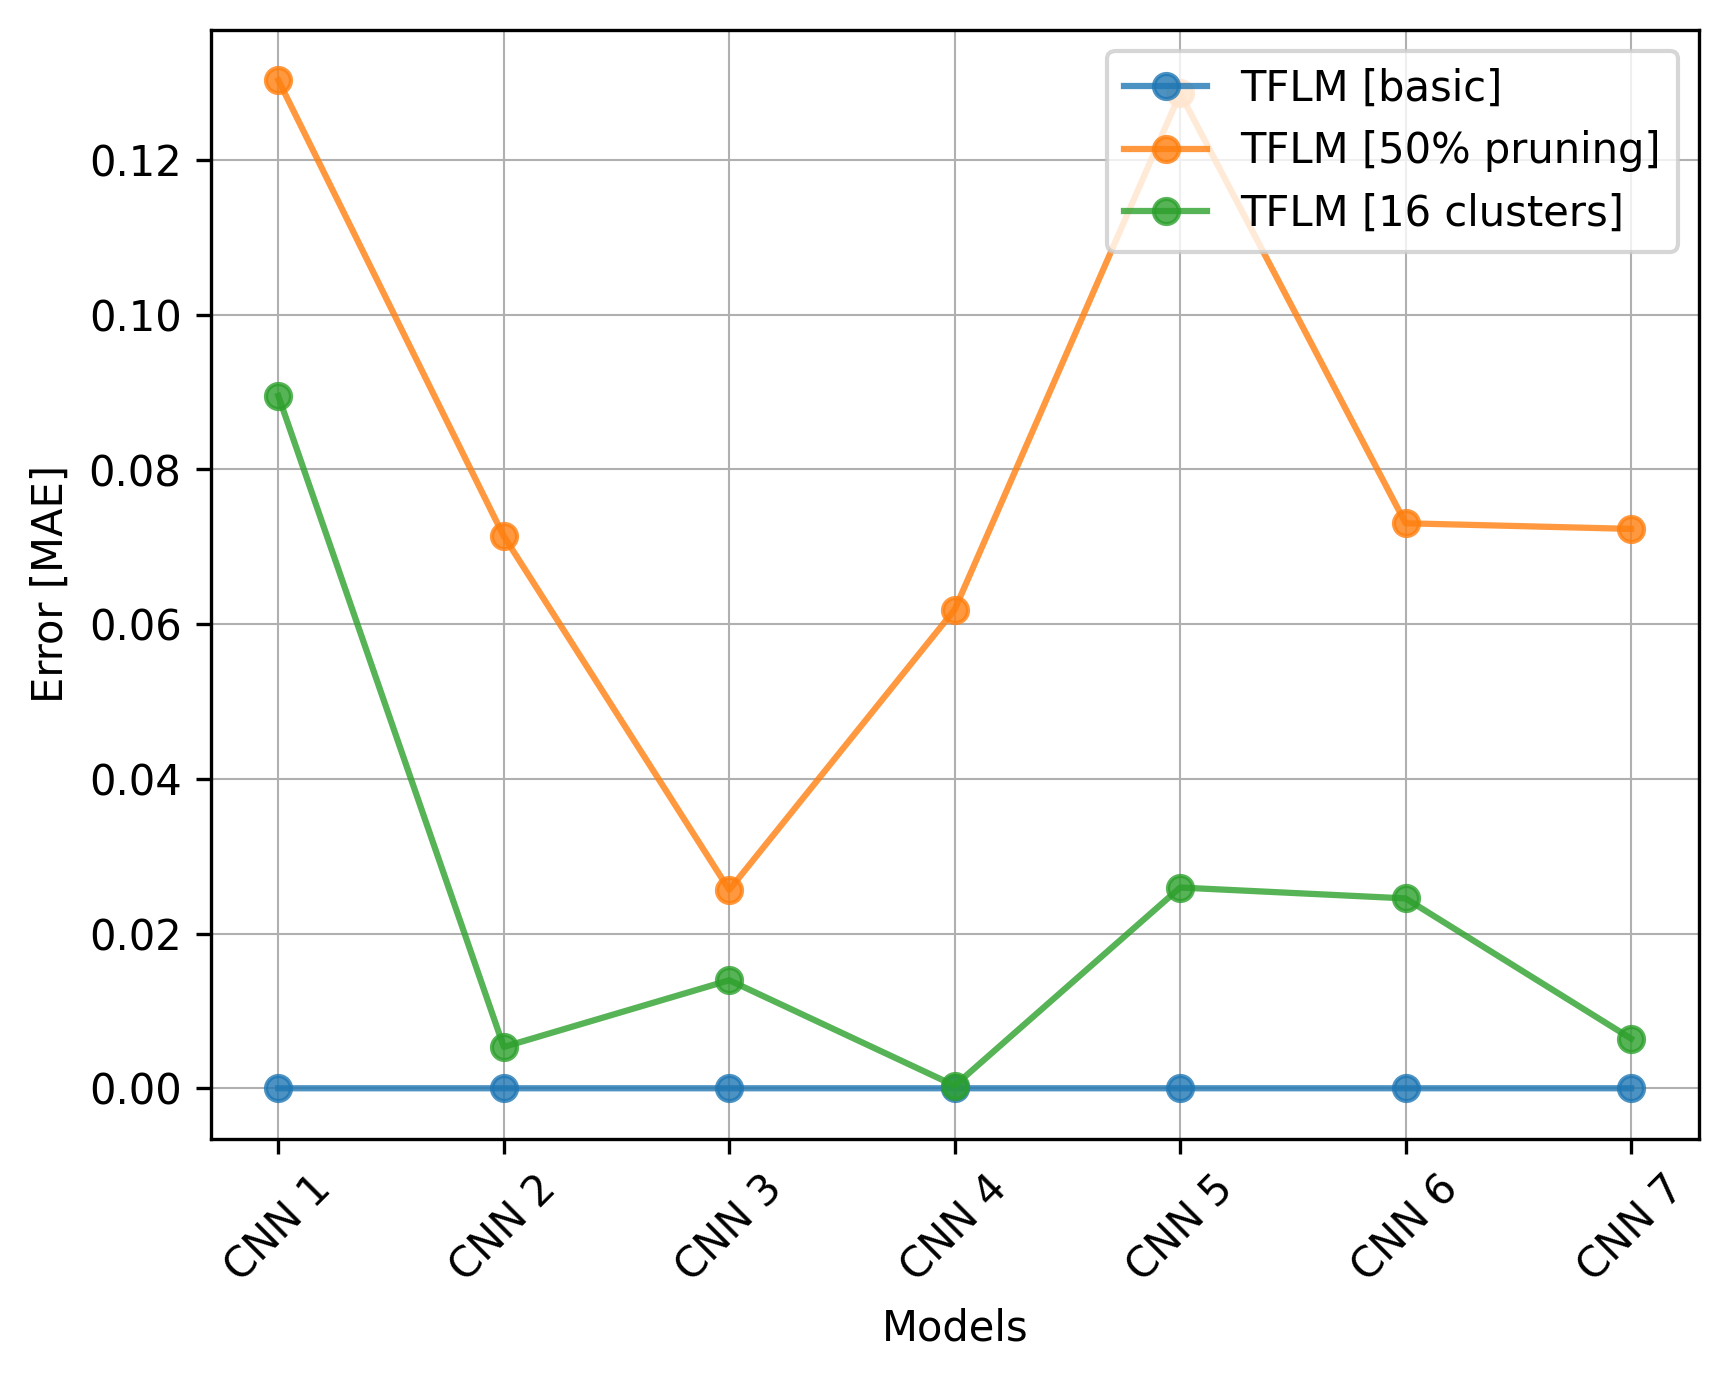 TFLM [basic]
TFLM [50% pruning]
TFLM [16 clusters]
Error [MAE]
0.12
0.10
0.08
0.06
0.04
0.02
0.00
CNN 1
CNN 2
CNN 3
CNN 4
CNN 5
CNN 6
CNN 7
Models